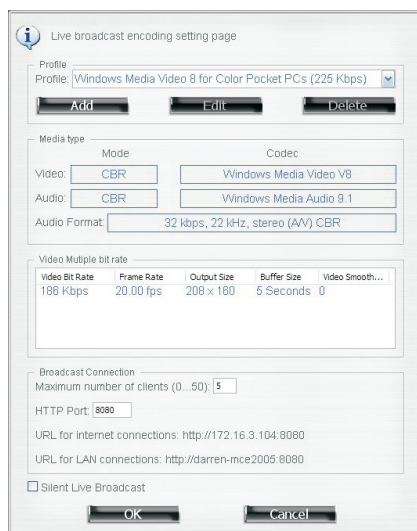 Live broadcast encoding setting page
Profile
Profile: Windows Media Video 8 for Color Pocket PCs (225 Kbps)
Add Edit Delete
Media type
Mode Codec
Video: CBR Windows Media Video V8
Audio: CBR Windows Media Audio 9.1
Audio Format: 32 kbps, 22 kHz, stereo (A/V) CBR
Video Mutiple bit rate
Video Bit Rate Frame Rate Output Size Buffer Size Video Smooth...
186 Kbps 20.00 fps 208 x 160 5 Seconds 0
Broadcast Connection
Maximum number of clients (0...50): 5
HTTP Port: 8080
URL for internet connections: http://172.16.3.104:8080
URL for LAN connections: http://darren-mce2005:8080
Silent Live Broadcast
OK Cancel